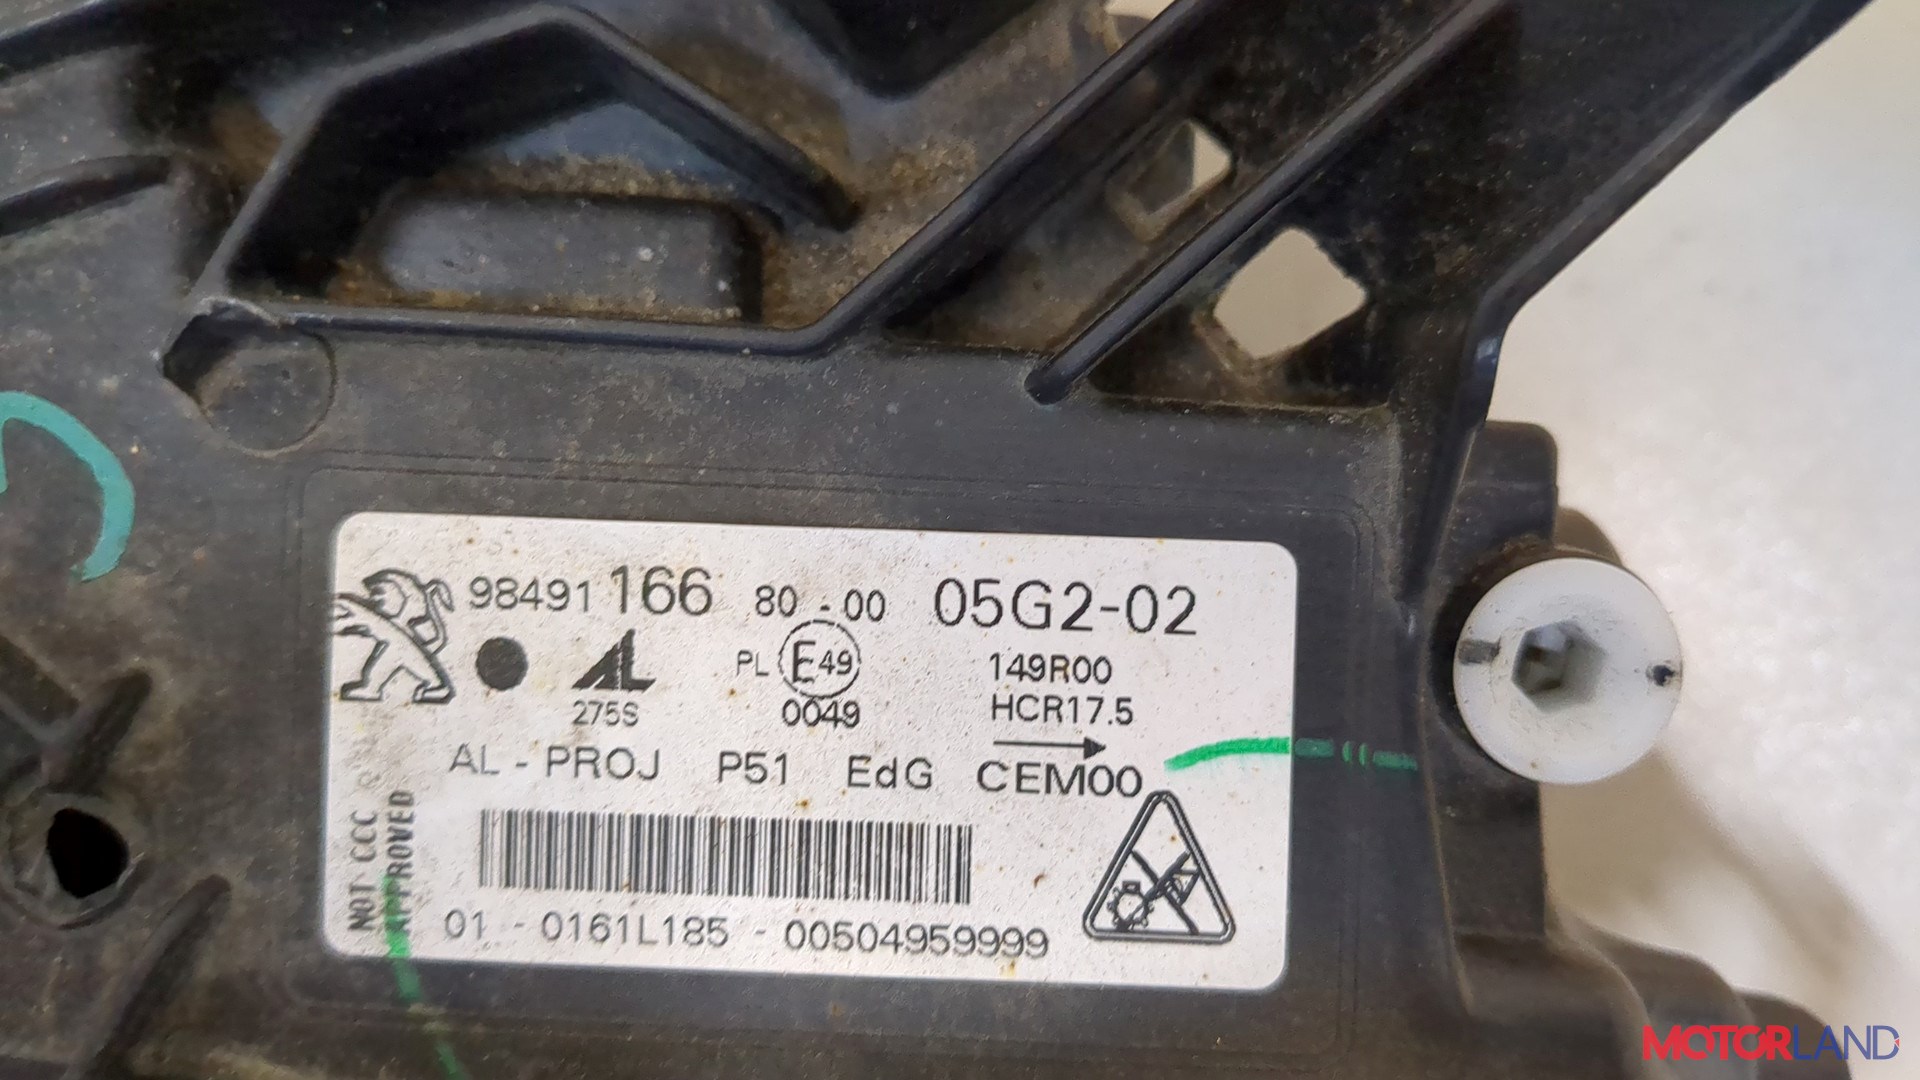 98491 166 80 - 00 05G2-02
AL
275S
PL E49
0049
149R00
HCR17.5
AL - PROJ P51 EdG CEM00
NOT CCC
APPROVED
01 - 0161L185 - 00504959999
MOTORLAND